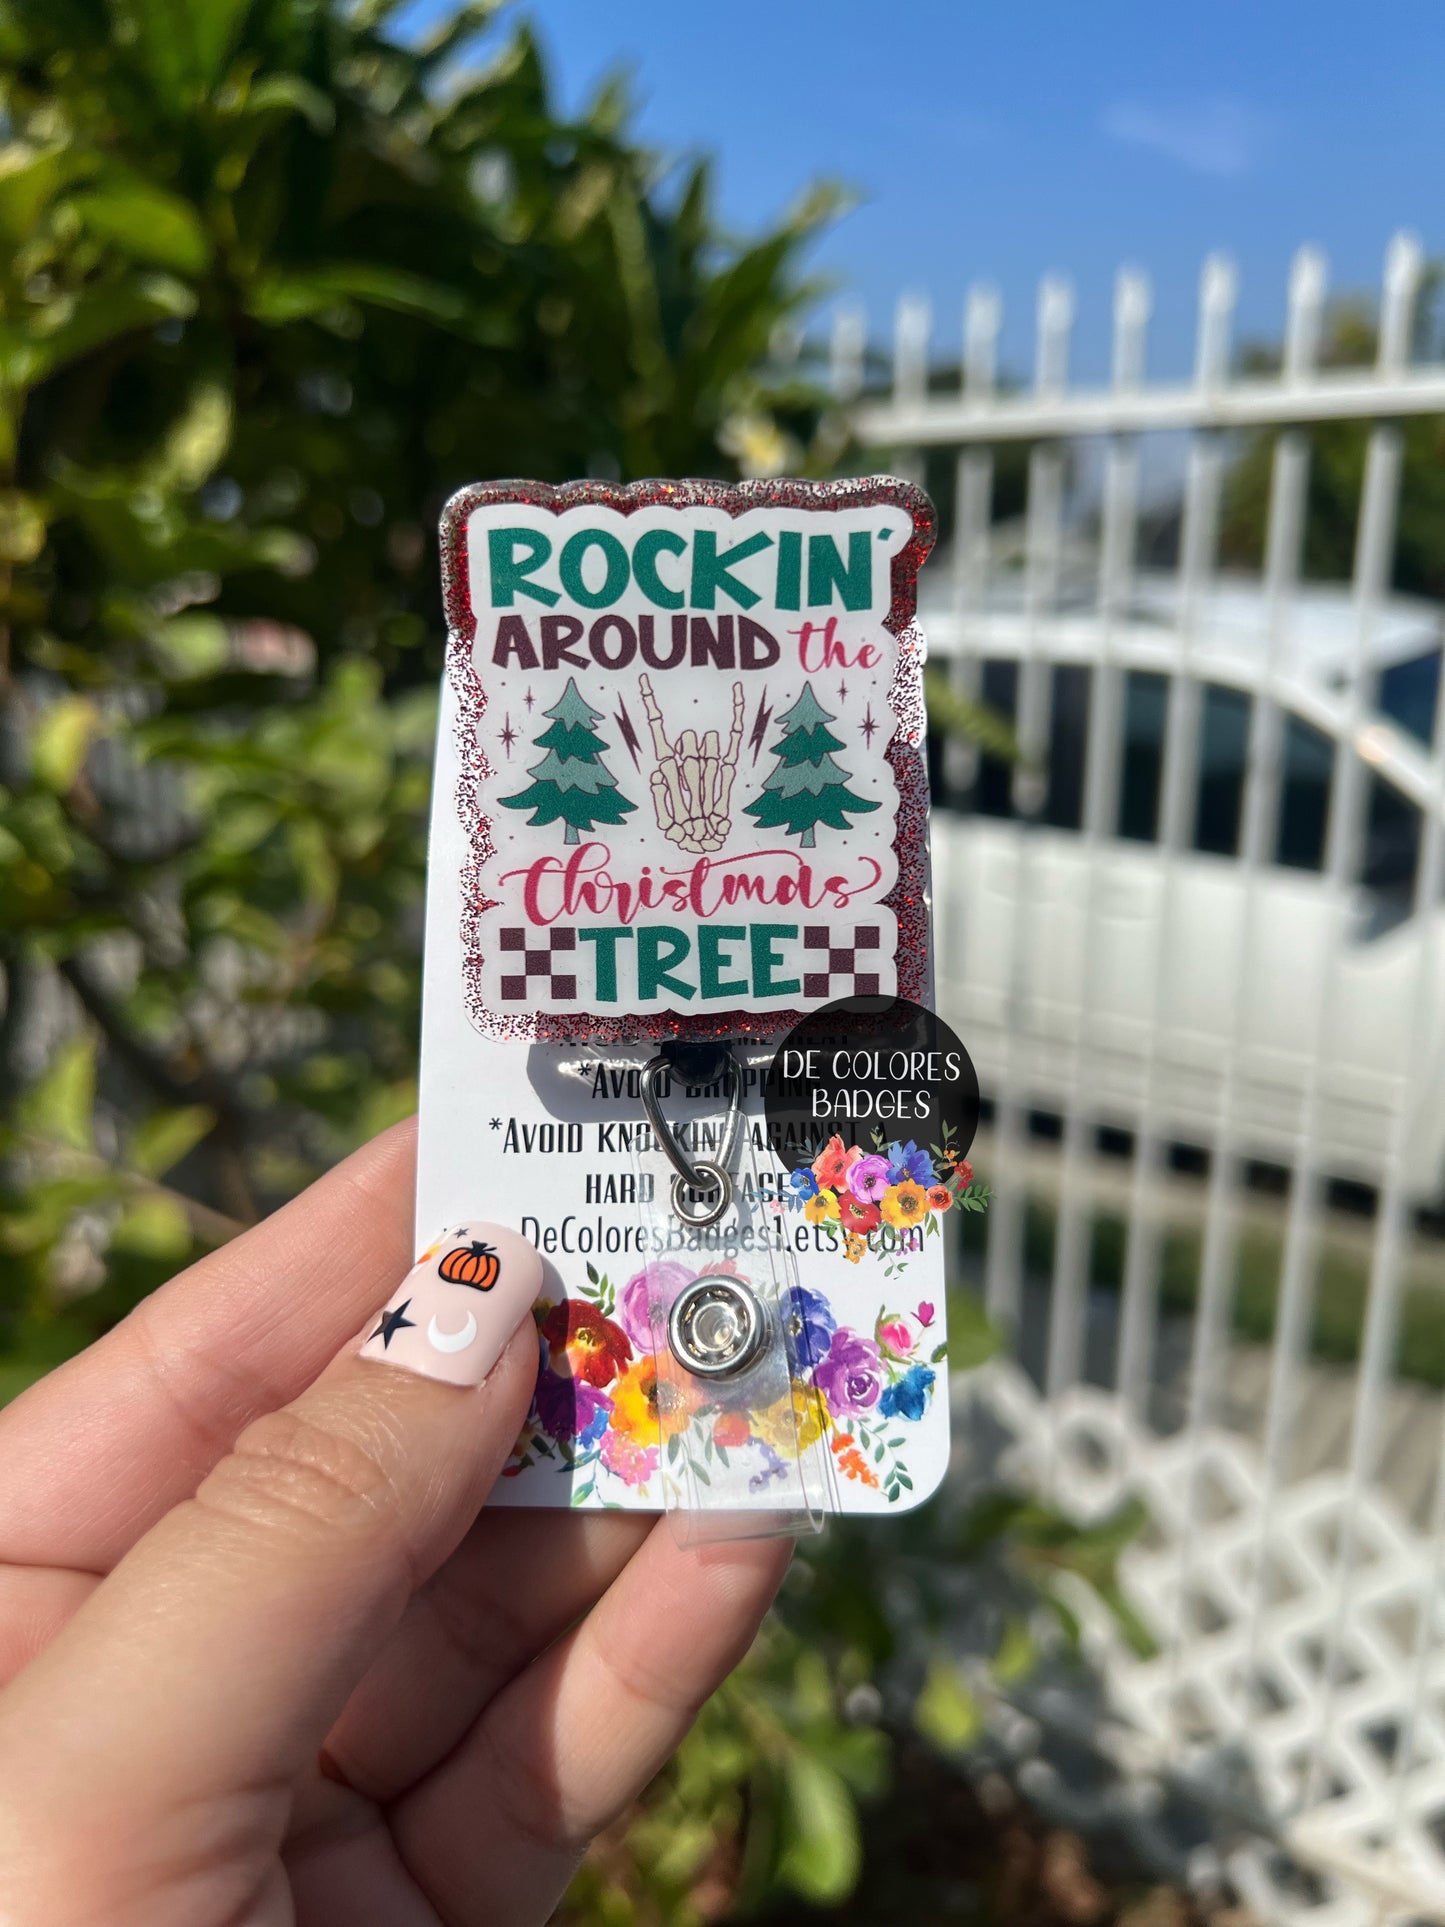 ROCKIN'
AROUND the
Christmas
TREE
*AVOID DROPPING
*AVOID KNOCKING AGAINST A
HARD SURFACE
DeColoresBadges1.etsy.com
DE COLORES
BADGES